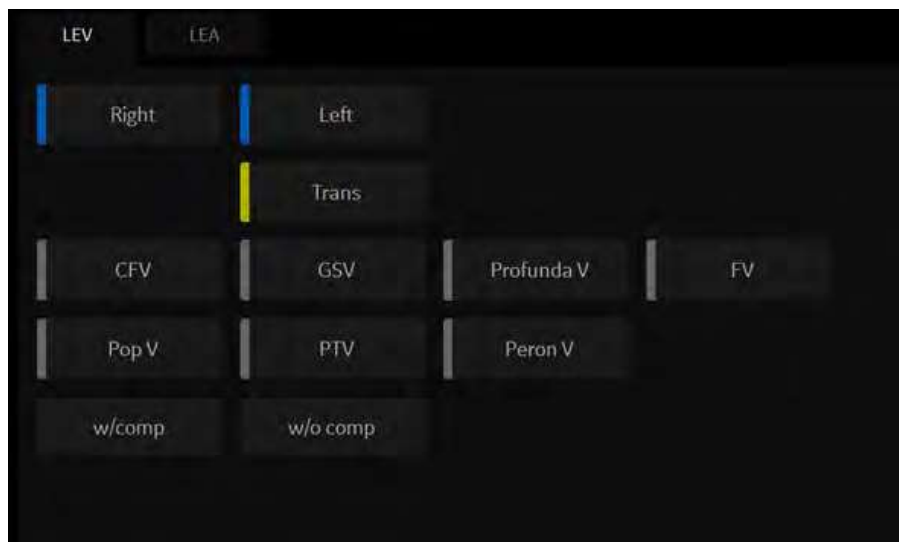 LEV LEA
Right Left
Trans
CFV GSV Profunda V FV
Pop V PTV Peron V
w/comp w/o comp